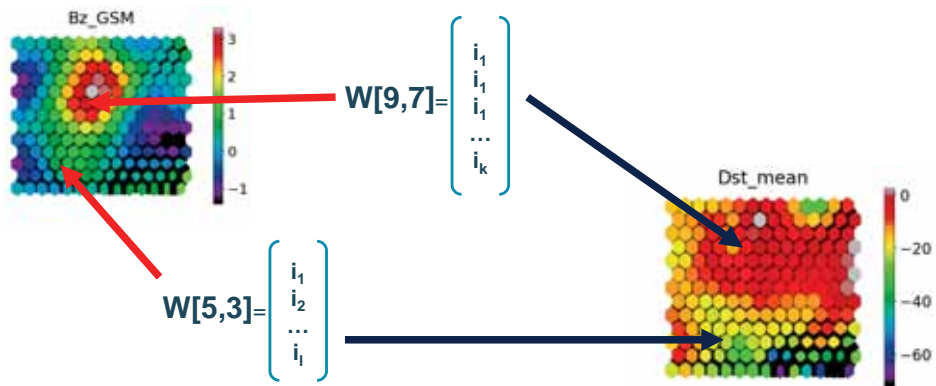 Bz_GSM
3
2
1
0
−1
W[9,7]=
i₁
i₁
i₁
...
iₖ
Dst_mean
0
−20
−40
−60
W[5,3]=
i₁
i₂
...
iₗ